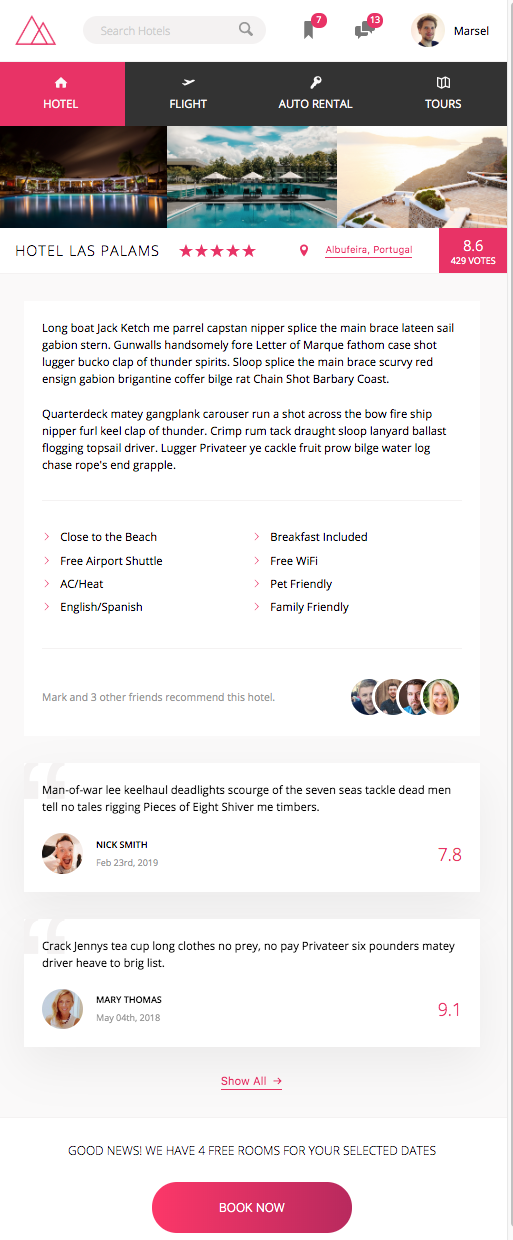 Search Hotels
7
13
Marsel
HOTEL
FLIGHT
AUTO RENTAL
TOURS
HOTEL LAS PALAMS
Albufeira, Portugal
8.6
429 VOTES
Long boat Jack Ketch me parrel capstan nipper splice the main brace lateen sail
gabion stern. Gunwalls handsomely fore Letter of Marque fathom case shot
lugger bucko clap of thunder spirits. Sloop splice the main brace scurvy red
ensign gabion brigantine coffer bilge rat Chain Shot Barbary Coast.
Quarterdeck matey gangplank carouser run a shot across the bow fire ship
nipper furl keel clap of thunder. Crimp rum tack draught sloop lanyard ballast
flogging topsail driver. Lugger Privateer ye cackle fruit prow bilge water log
chase rope's end grapple.
Close to the Beach
Breakfast Included
Free Airport Shuttle
Free WiFi
AC/Heat
Pet Friendly
English/Spanish
Family Friendly
Mark and 3 other friends recommend this hotel.
Man-of-war lee keelhaul deadlights scourge of the seven seas tackle dead men
tell no tales rigging Pieces of Eight Shiver me timbers.
NICK SMITH
Feb 23rd, 2019
7.8
Crack Jennys tea cup long clothes no prey, no pay Privateer six pounders matey
driver heave to brig list.
MARY THOMAS
May 04th, 2018
9.1
Show All →
GOOD NEWS! WE HAVE 4 FREE ROOMS FOR YOUR SELECTED DATES
BOOK NOW